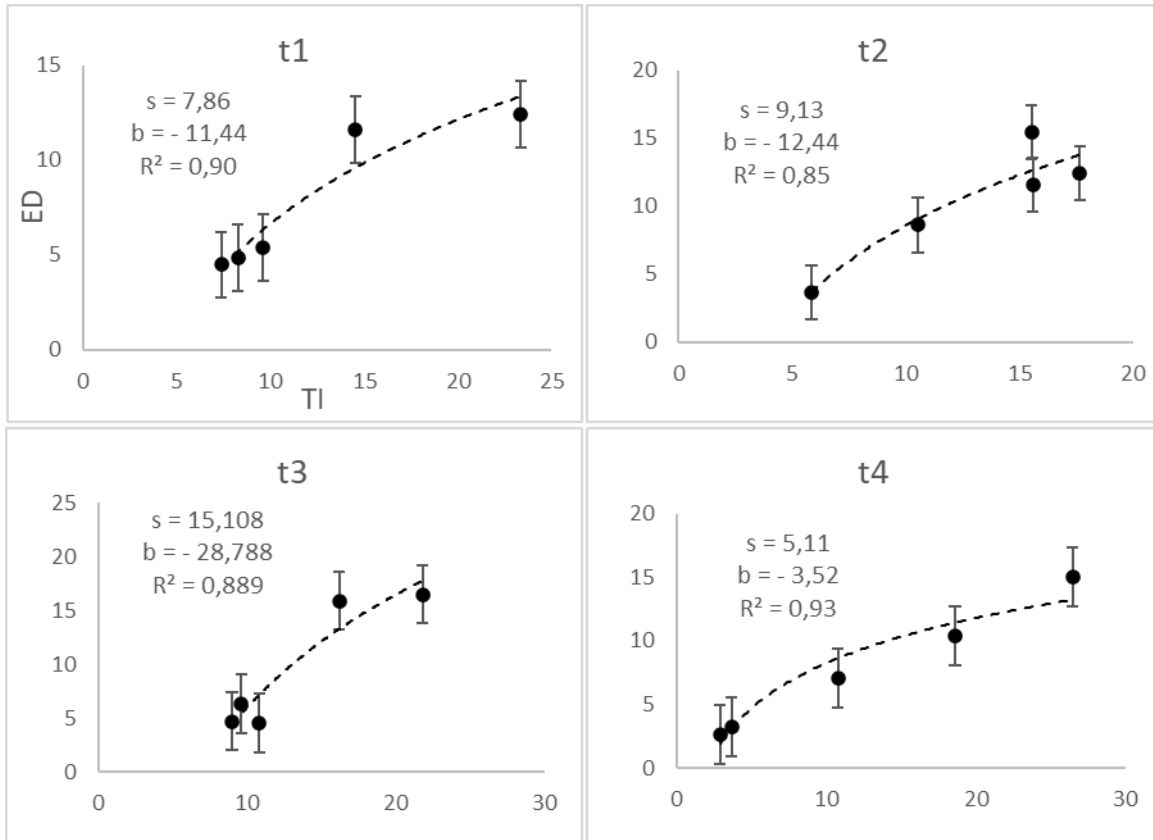 t1
15
10
5
0
0
5
10
15
20
25
ED
TI
s = 7,86
b = - 11,44
R² = 0,90
t2
20
15
10
5
0
0
5
10
15
20
s = 9,13
b = - 12,44
R² = 0,85
t3
25
20
15
10
5
0
0
10
20
30
s = 15,108
b = - 28,788
R² = 0,889
t4
20
15
10
5
0
0
10
20
30
s = 5,11
b = - 3,52
R² = 0,93